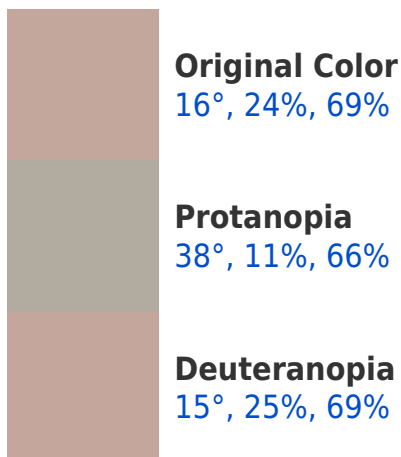 Original Color
16°, 24%, 69%
Protanopia
38°, 11%, 66%
Deuteranopia
15°, 25%, 69%